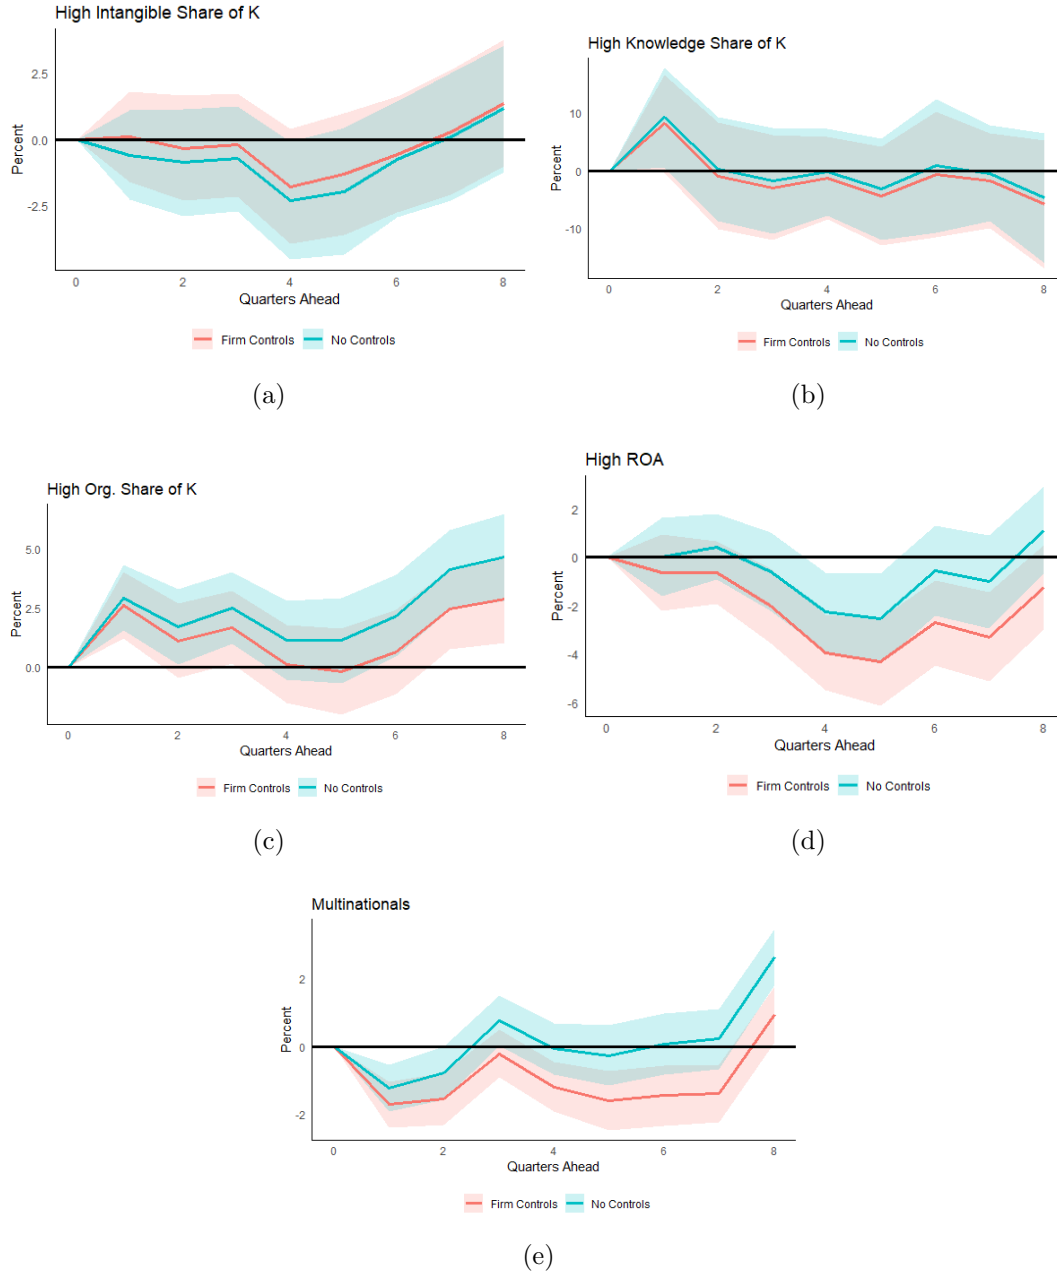 High Intangible Share of K
Percent
2.5
0.0
-2.5
0 2 4 6 8
Quarters Ahead
Firm Controls No Controls
(a)
High Knowledge Share of K
Percent
10
0
-10
0 2 4 6 8
Quarters Ahead
Firm Controls No Controls
(b)
High Org. Share of K
Percent
5.0
2.5
0.0
0 2 4 6 8
Quarters Ahead
Firm Controls No Controls
(c)
High ROA
Percent
2
0
-2
-4
-6
0 2 4 6 8
Quarters Ahead
Firm Controls No Controls
(d)
Multinationals
Percent
2
0
-2
0 2 4 6 8
Quarters Ahead
Firm Controls No Controls
(e)